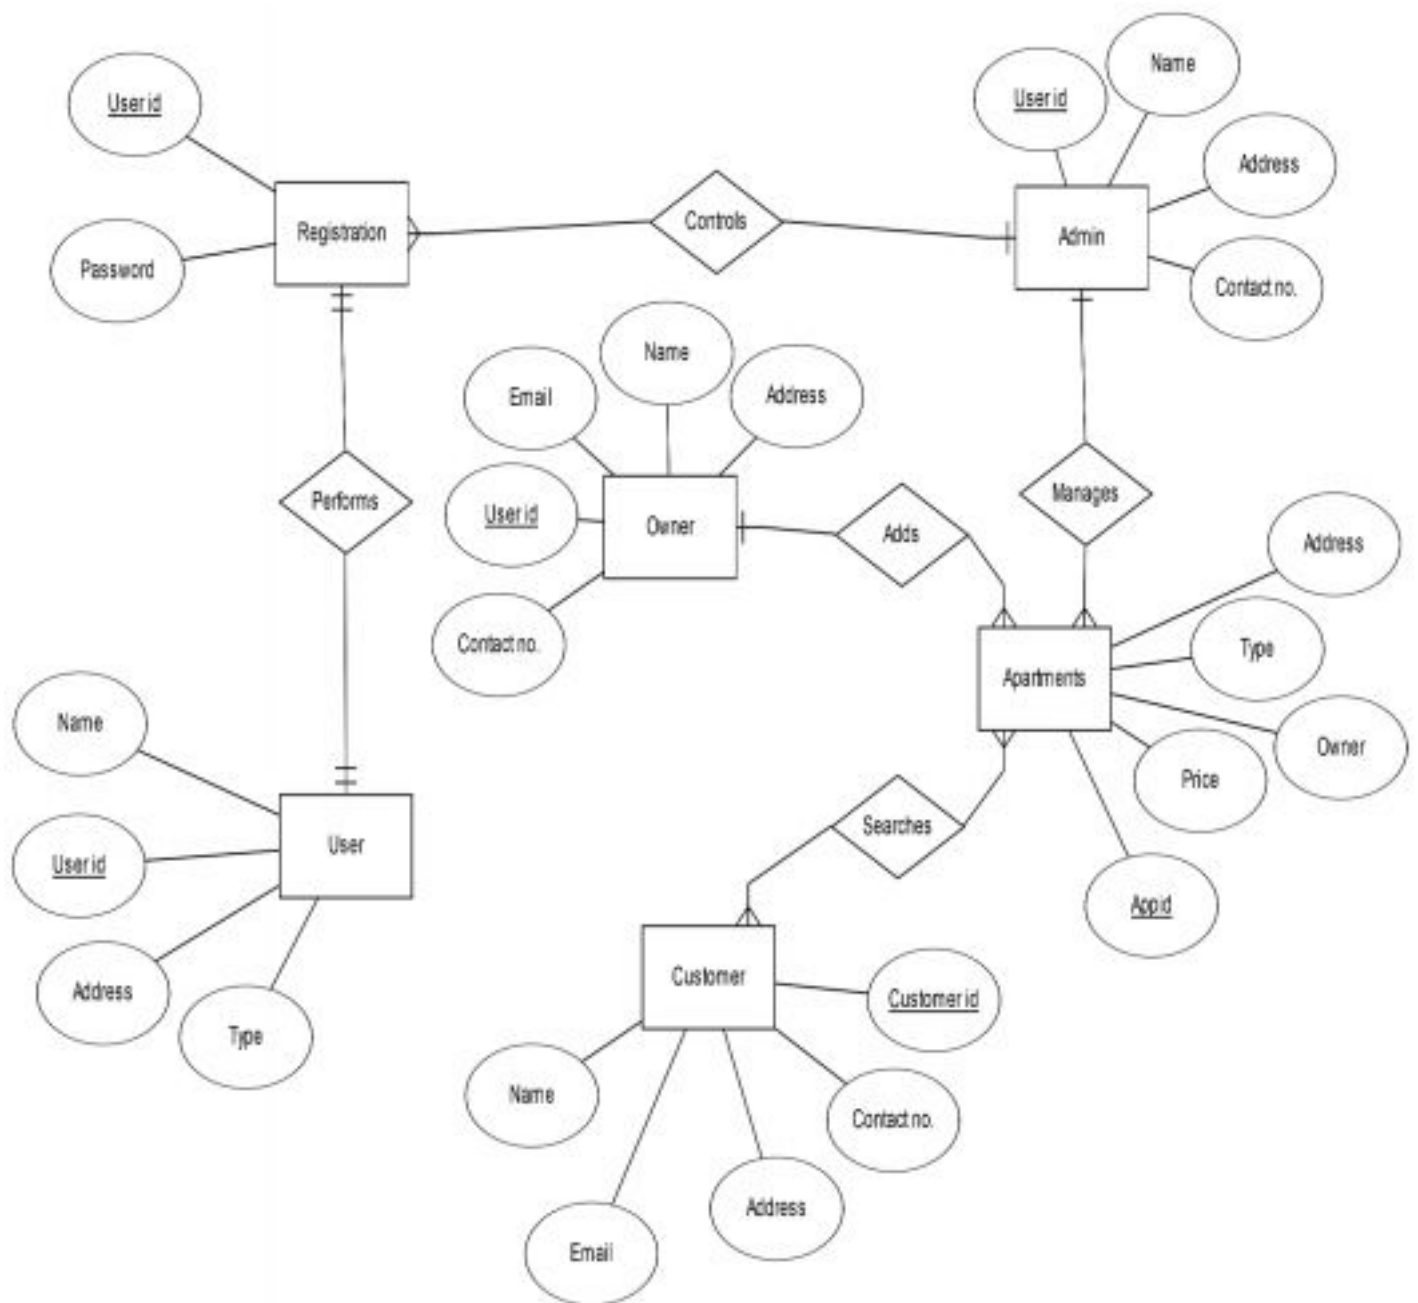 User id
Name
User id
Address
Controls
Registration
Admin
Password
Contact no.
Name
Email
Address
Performs
Manages
User id
Owner
Adds
Address
Contact no.
Type
Apartments
Name
Owner
Price
Searches
User
User id
Appid
Customer
Address
Customer id
Type
Name
Contact no.
Address
Email